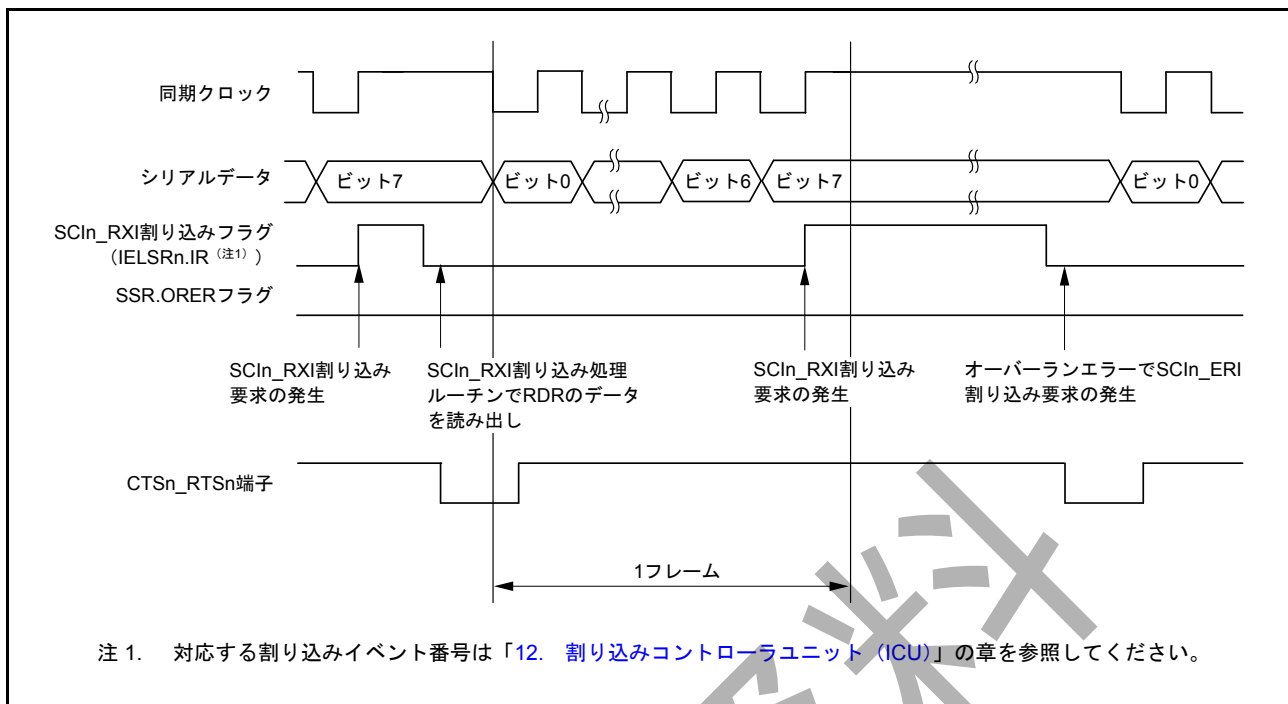 同期クロック
シリアルデータ
ビット7
ビット0
ビット6
ビット7
ビット0
SCIn_RXI割り込みフラグ
（IELSRn.IR（注1））
SSR.ORERフラグ
SCIn_RXI割り込み
要求の発生
SCIn_RXI割り込み処理
ルーチンでRDRのデータ
を読み出し
SCIn_RXI割り込み
要求の発生
オーバーランエラーでSCIn_ERI
割り込み要求の発生
CTSn_RTSn端子
1フレーム
注 1. 対応する割り込みイベント番号は「12. 割り込みコントローラユニット（ICU）」の章を参照してください。
料